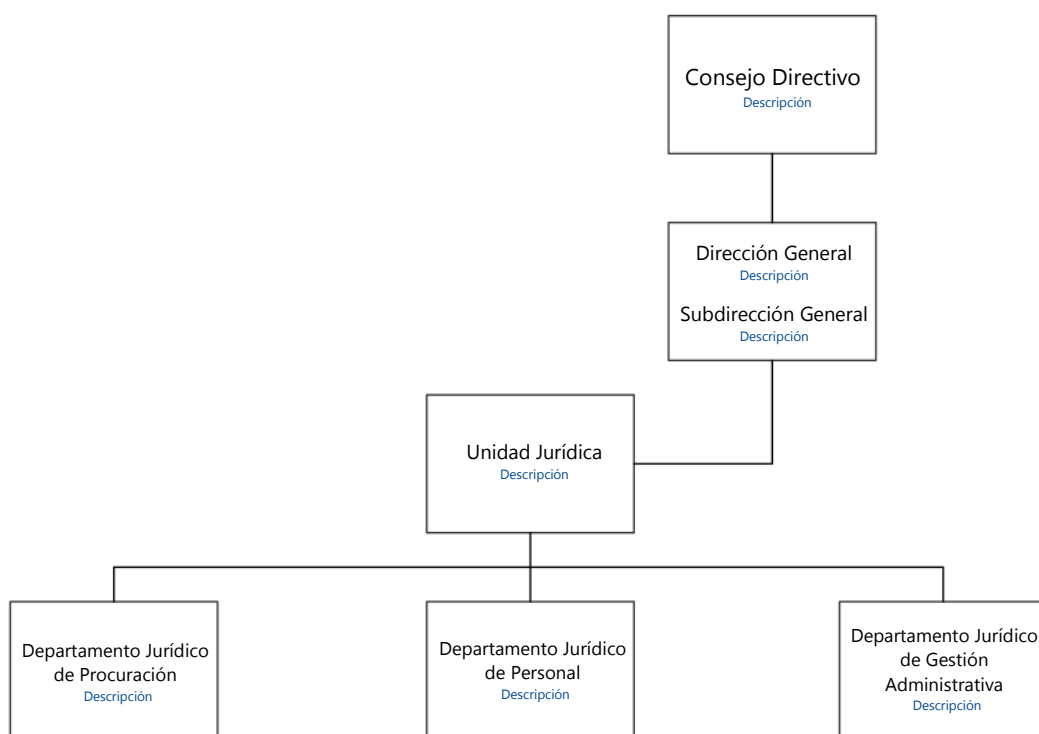 Consejo Directivo
Descripción
Dirección General
Descripción
Subdirección General
Descripción
Unidad Jurídica
Descripción
Departamento Jurídico
de Procuración
Descripción
Departamento Jurídico
de Personal
Descripción
Departamento Jurídico
de Gestión
Administrativa
Descripción